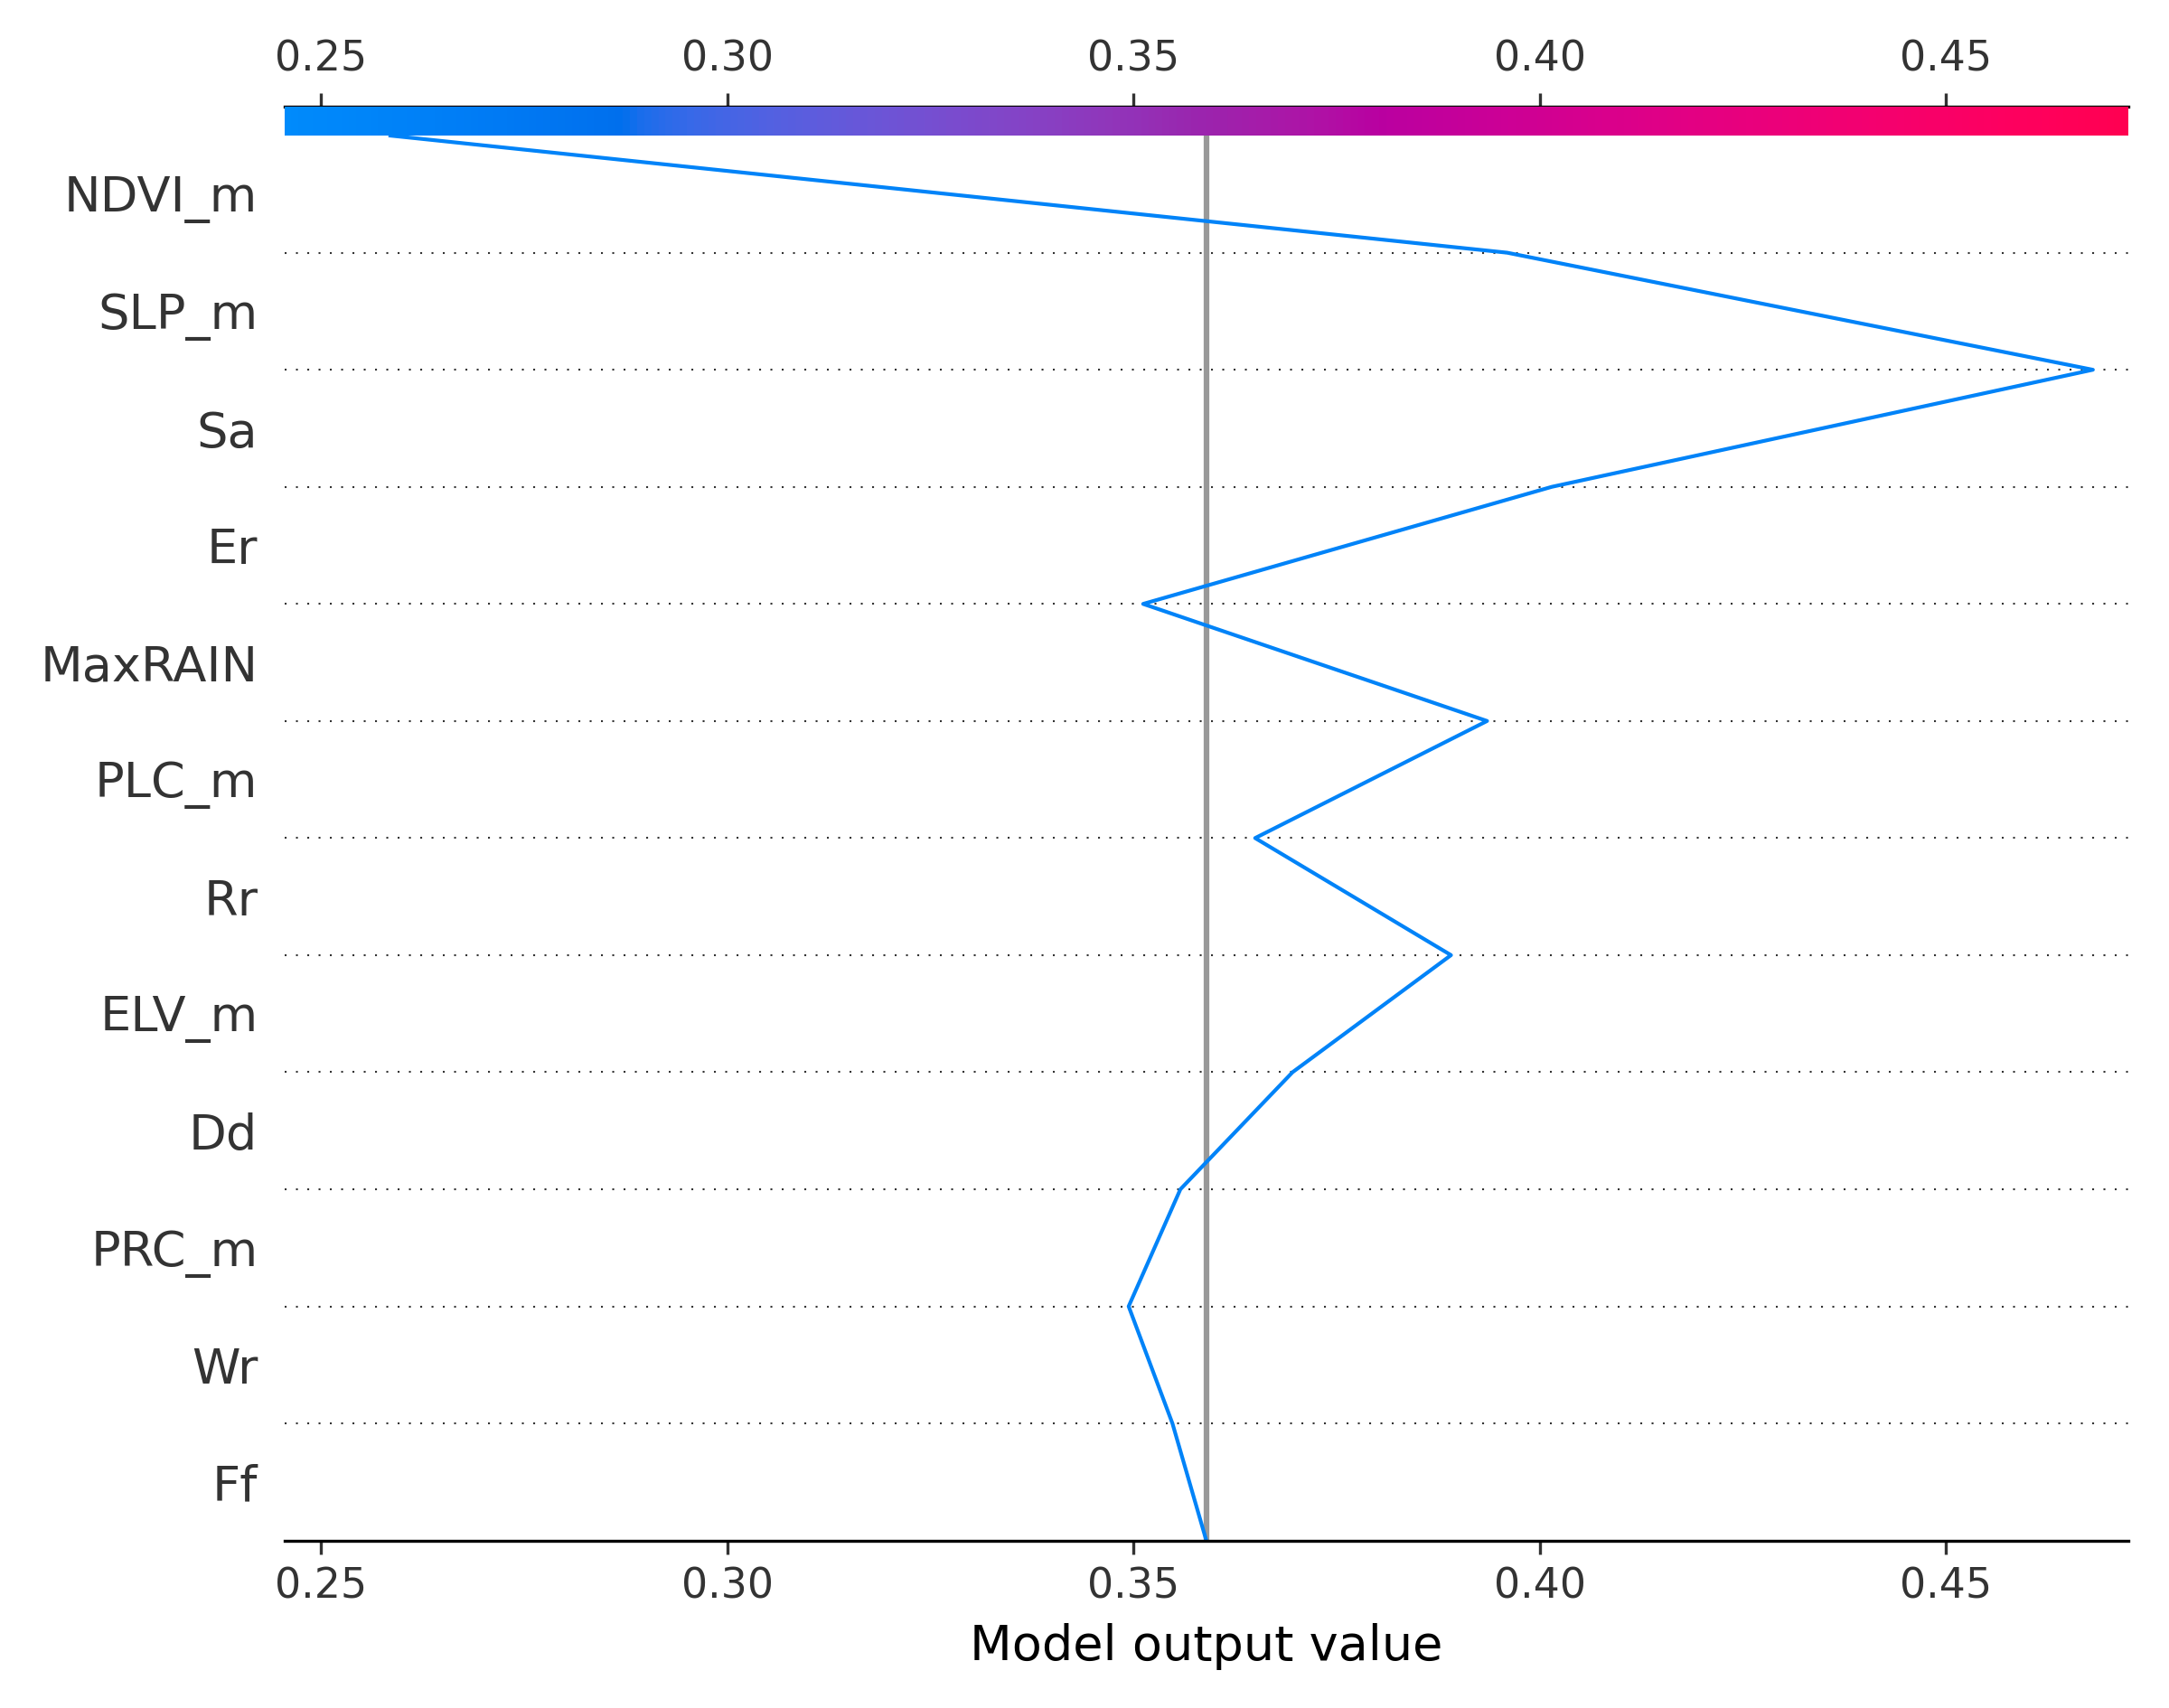 0.25 0.30 0.35 0.40 0.45
NDVI_m
SLP_m
Sa
Er
MaxRAIN
PLC_m
Rr
ELV_m
Dd
PRC_m
Wr
Ff
0.25 0.30 0.35 0.40 0.45
Model output value